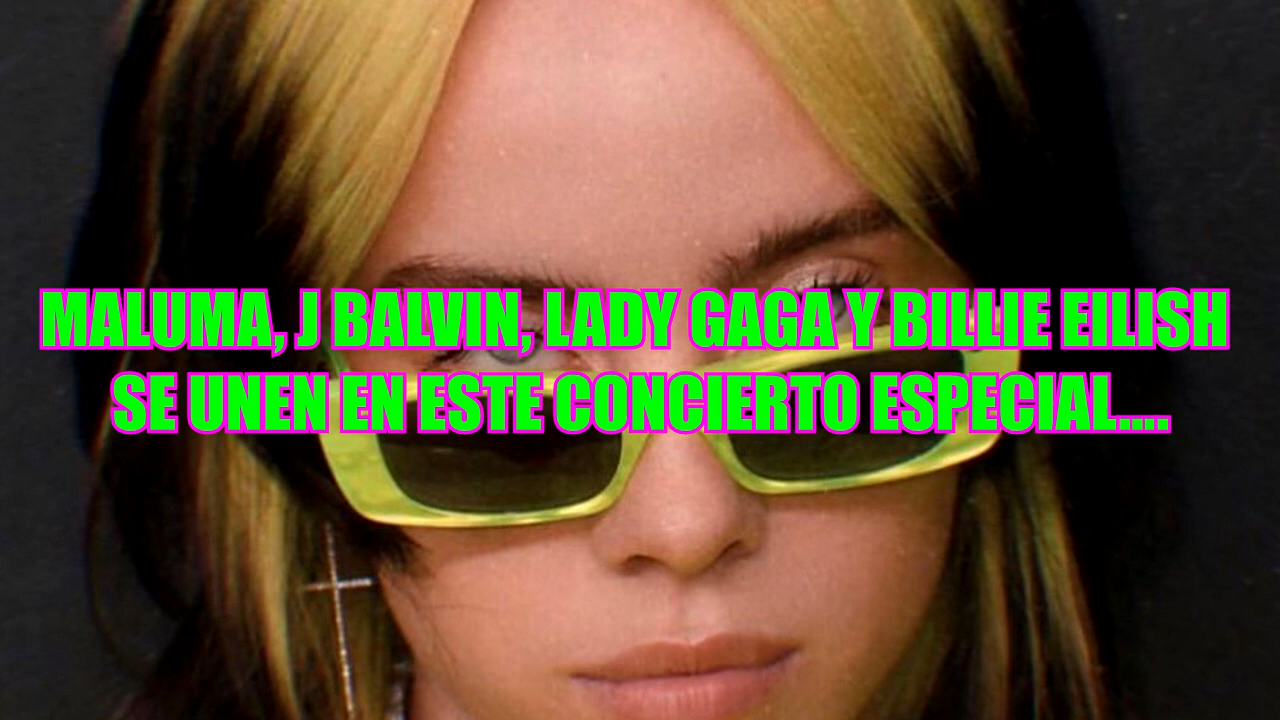 MALUMA, J BALVIN, LADY GAGA Y BILLIE EILISH
SE UNEN EN ESTE CONCIERTO ESPECIAL....